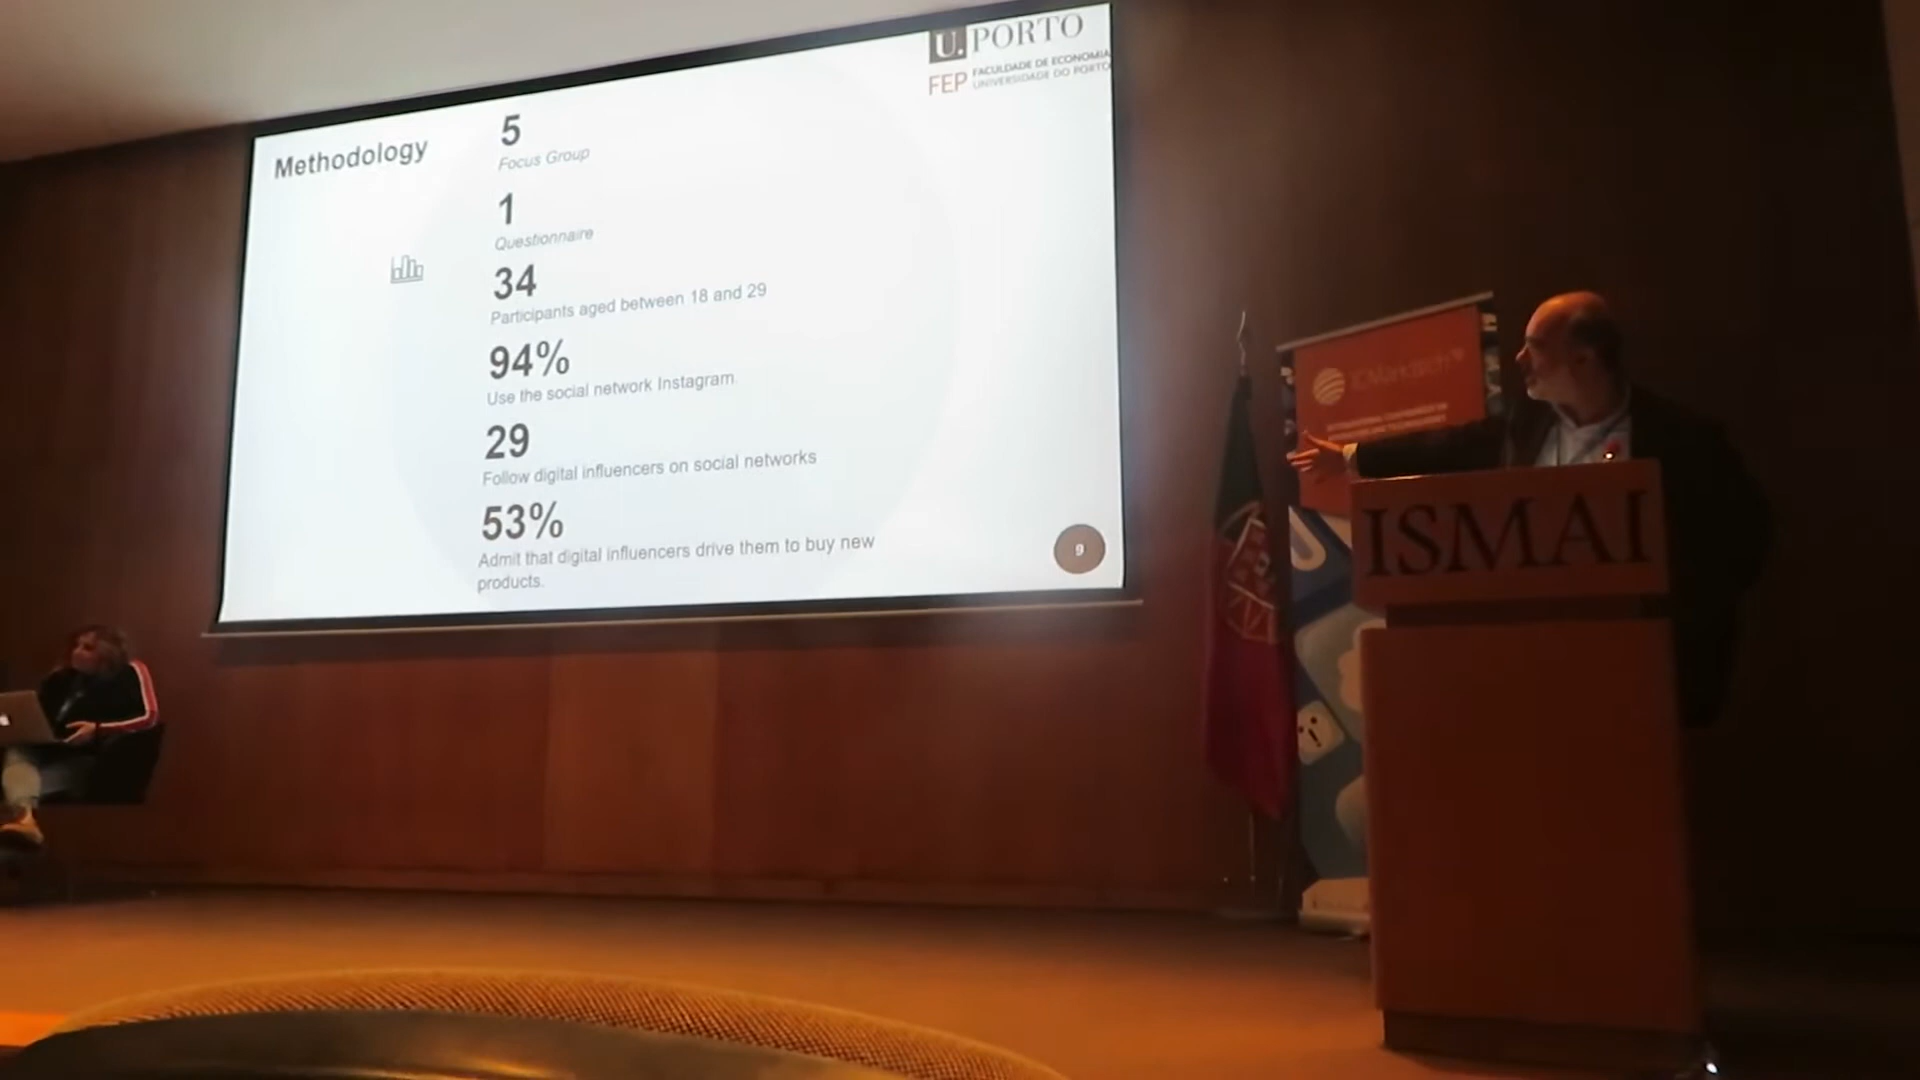 U. PORTO
FEP FACULDADE DE ECONOMIA
UNIVERSIDADE DO PORTO
Methodology
5
Focus Group
1
Questionnaire
34
Participants aged between 18 and 29
94%
Use the social network Instagram.
29
Follow digital influencers on social networks
53%
Admit that digital influencers drive them to buy new
products.
9
ISMAI